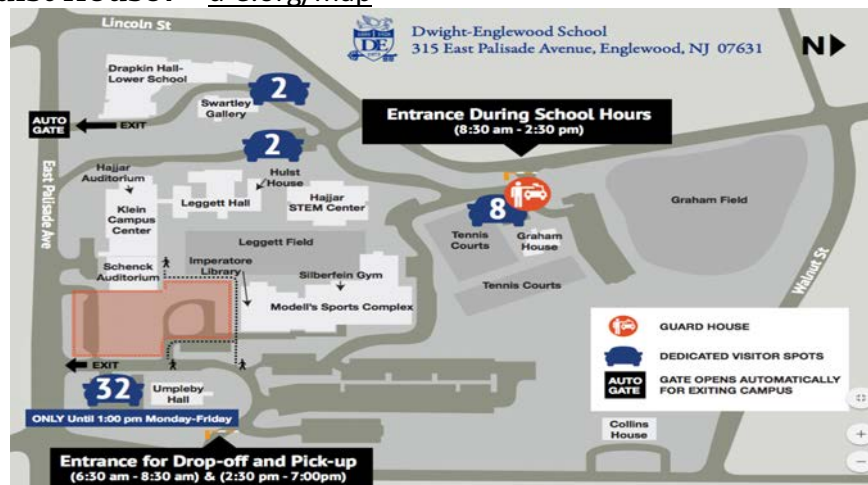 d-e.org/map
Lincoln St
Dwight-Englewood School
315 East Palisade Avenue, Englewood, NJ 07631
N
Drapkin Hall-
Lower School
2
Swartley
Gallery
AUTO
GATE
EXIT
Entrance During School Hours
(8:30 am - 2:30 pm)
2
Hulst
House
Hajjar
Auditorium
East Palisade Ave
Klein
Campus
Center
Leggett Hall
Hajjar
STEM Center
8
Tennis
Courts
Graham
House
Graham Field
Walnut St
Leggett Field
Schenck
Auditorium
Imperatore
Library
Silberfein Gym
Tennis Courts
Modell's Sports Complex
GUARD HOUSE
DEDICATED VISITOR SPOTS
AUTO
GATE
GATE OPENS AUTOMATICALLY
FOR EXITING CAMPUS
EXIT
32
Umpleby
Hall
ONLY Until 1:00 pm Monday-Friday
Collins
House
Entrance for Drop-off and Pick-up
(6:30 am - 8:30 am) & (2:30 pm - 7:00pm)